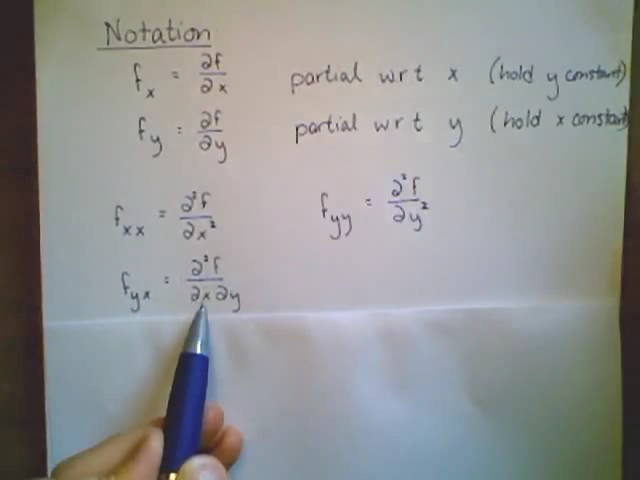 Notation
f_x = ∂f/∂x partial wrt x (hold y constant)
f_y = ∂f/∂y partial wrt y (hold x constant)
f_xx = ∂²f/∂x² f_yy = ∂²f/∂y²
f_yx = ∂²f/∂x∂y